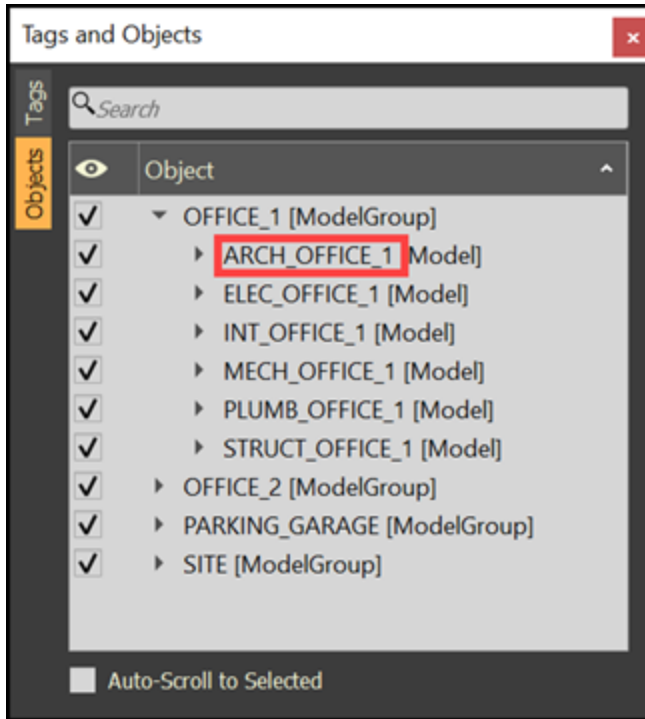 Tags and Objects
Tags
Search
Objects
Object
OFFICE_1 [ModelGroup]
ARCH_OFFICE_1 [Model]
ELEC_OFFICE_1 [Model]
INT_OFFICE_1 [Model]
MECH_OFFICE_1 [Model]
PLUMB_OFFICE_1 [Model]
STRUCT_OFFICE_1 [Model]
OFFICE_2 [ModelGroup]
PARKING_GARAGE [ModelGroup]
SITE [ModelGroup]
Auto-Scroll to Selected